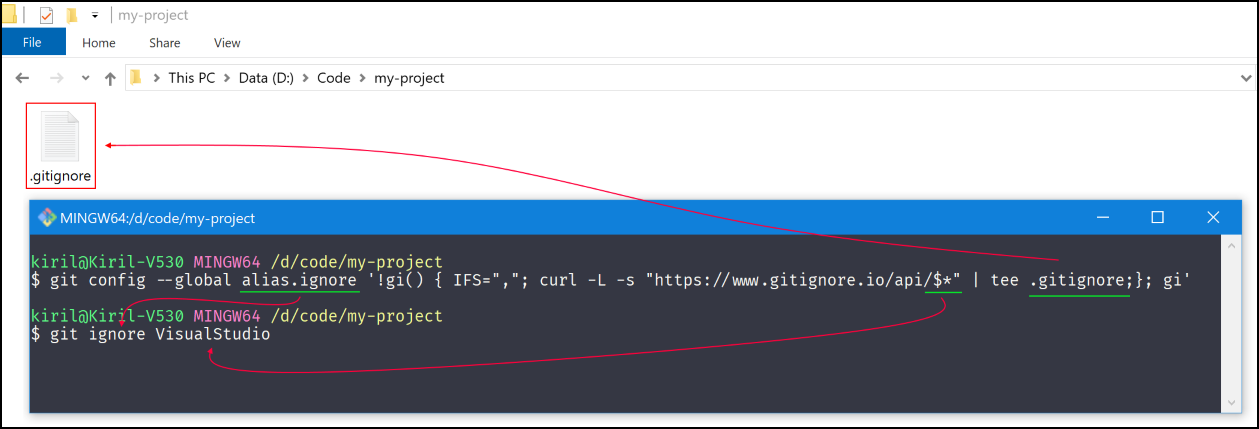 my-project
File Home Share View
This PC Data (D:) Code my-project
.gitignore
MINGW64:/d/code/my-project
kiril@Kiril-V530 MINGW64 /d/code/my-project
$ git config --global alias.ignore '!gi() { IFS=","; curl -L -s "https://www.gitignore.io/api/$*" | tee .gitignore;}; gi'
kiril@Kiril-V530 MINGW64 /d/code/my-project
$ git ignore VisualStudio